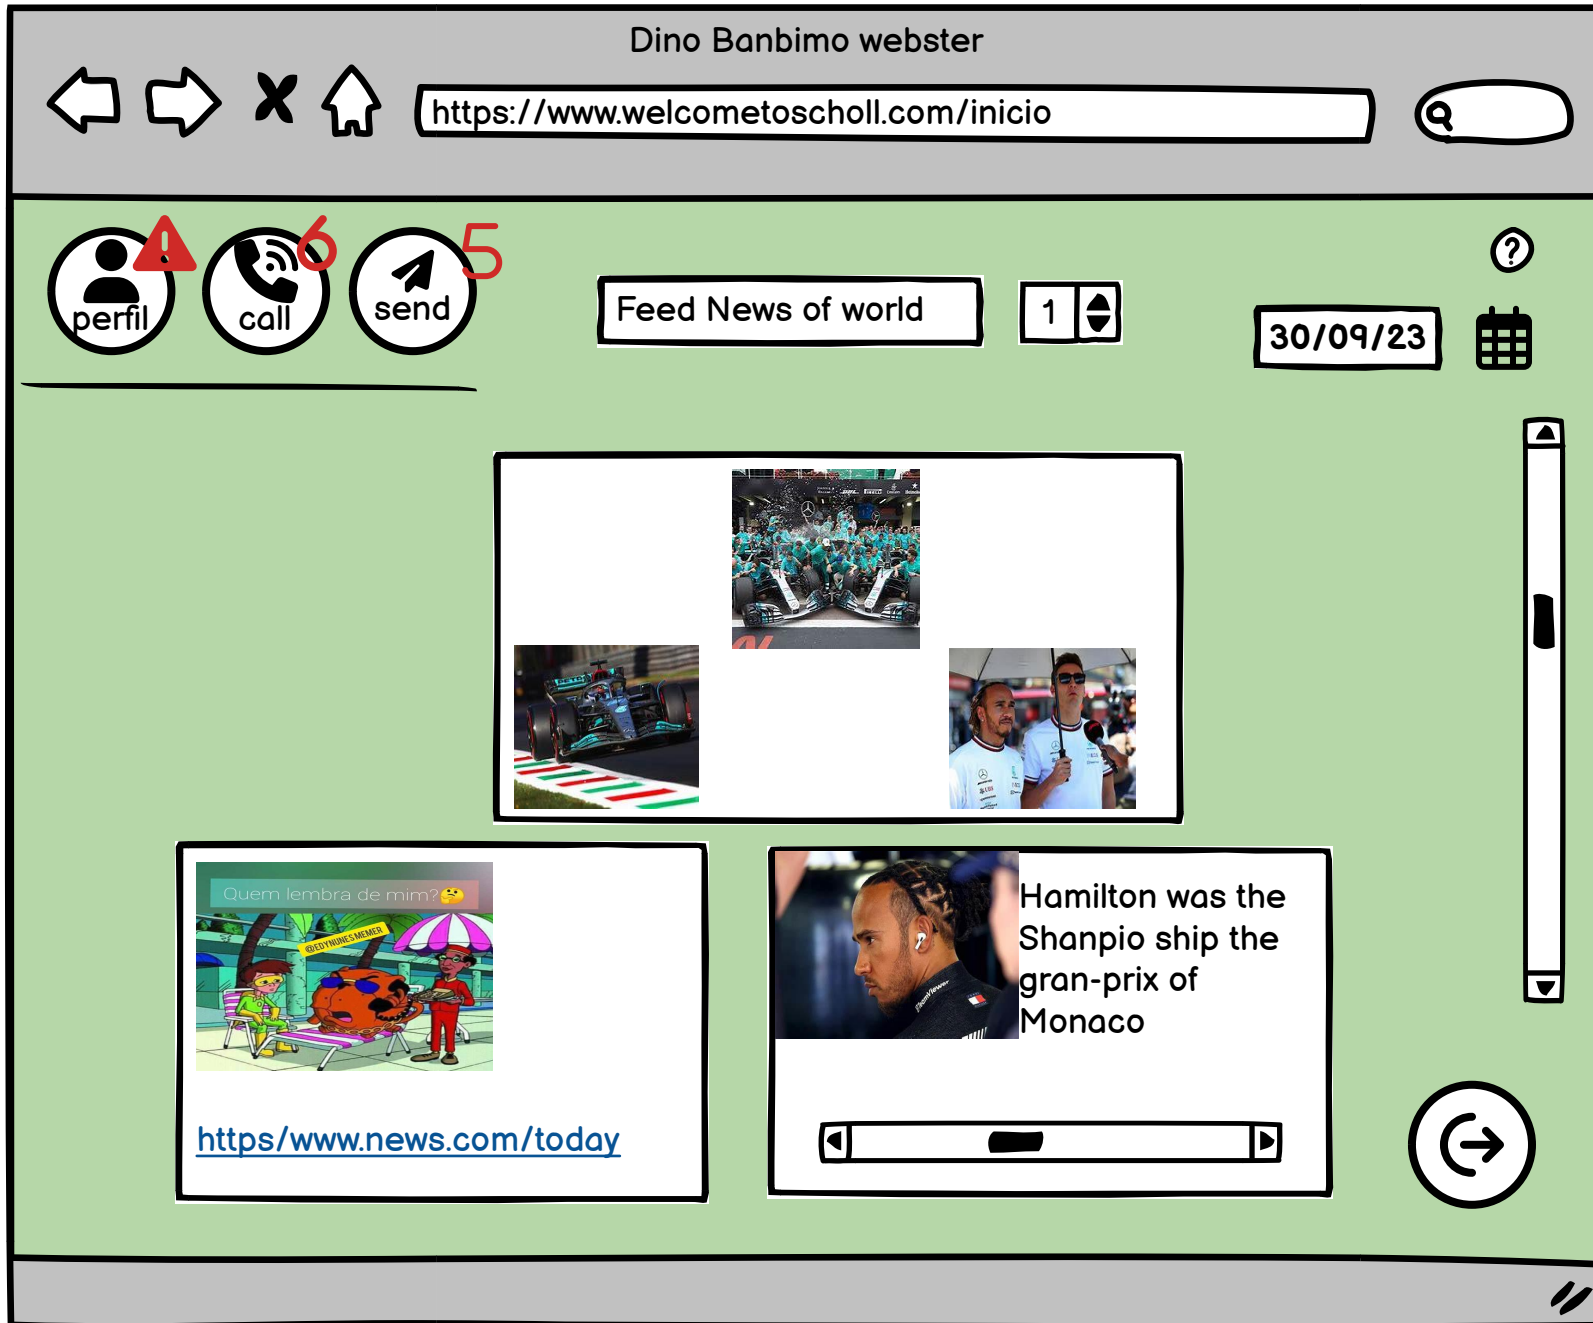 Dino Banbimo webster
https://www.welcometoscholl.com/inicio
perfil
call
6
send
5
Feed News of world
1
?
30/09/23
Quem lembra de mim?🤔
@EDYNUNESMEMER
https/www.news.com/today
Hamilton was the
Shanpio ship the
gran-prix of
Monaco
TeamViewer